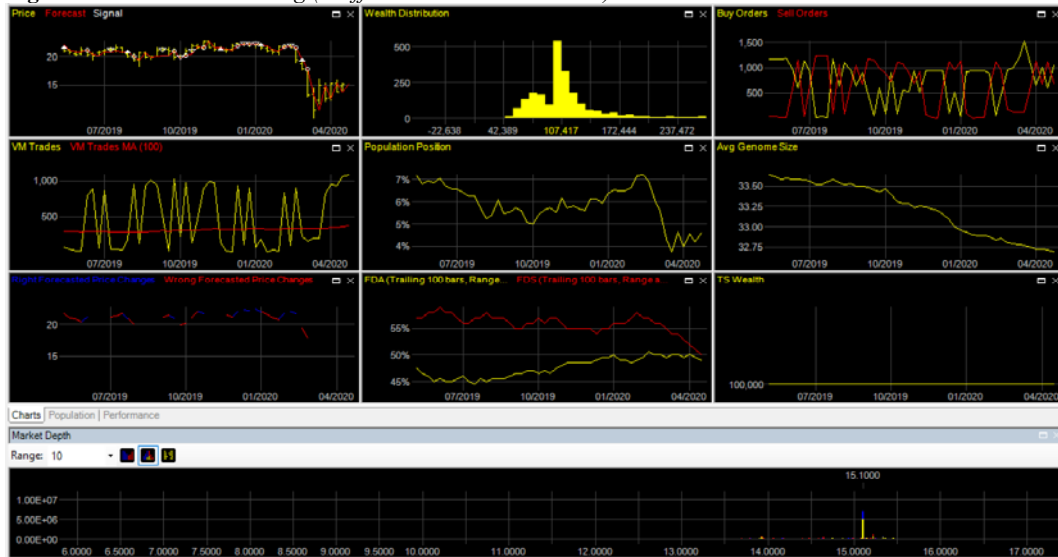 Price Forecast Signal
20
15
07/2019 10/2019 01/2020 04/2020
Wealth Distribution
500
250
0
-22,638 42,389 107,417 172,444 237,472
Buy Orders Sell Orders
1,500
1,000
500
07/2019 10/2019 01/2020 04/2020
VM Trades VM Trades MA (100)
1,000
500
07/2019 10/2019 01/2020 04/2020
Population Position
7%
6%
5%
4%
07/2019 10/2019 01/2020 04/2020
Avg Genome Size
33.50
33.25
33.00
32.75
07/2019 10/2019 01/2020 04/2020
Right Forecasted Price Changes Wrong Forecasted Price Changes
20
15
07/2019 10/2019 01/2020 04/2020
FDA (Trailing 100 bars, Range... FDS (Trailing 100 bars, Range s...
55%
50%
45%
07/2019 10/2019 01/2020 04/2020
TS Wealth
100,000
07/2019 10/2019 01/2020 04/2020
Charts Population Performance
Market Depth
Range: 10
15.1000
1.00E+07
5.00E+06
6.0000 6.5000 7.0000 7.5000 8.0000 8.5000 9.0000 9.5000 10.0000 11.0000 12.0000 13.0000 14.0000 15.0000 16.0000 17.0000